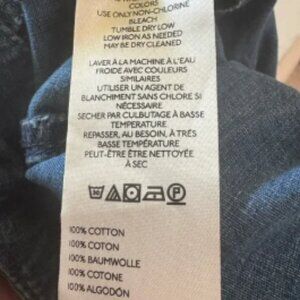 COLORS
USE ONLY NON-CHLORINE
BLEACH
TUMBLE DRY LOW
LOW IRON AS NEEDED
MAY BE DRY CLEANED
LAVER À LA MACHINE À L'EAU
FROIDE AVEC COULEURS
SIMILAIRES
UTILISER UN AGENT DE
BLANCHIMENT SANS CHLORE SI
NÉCESSAIRE
SECHER PAR CULBUTAGE À BASSE
TEMPERATURE
REPASSER, AU BESOIN, À TRÉS
BASSE TEMPÉRATURE
PEUT-ÊTRE ÊTRE NETTOYÉE
À SEC
P
100% COTTON
100% COTON
100% BAUMWOLLE
100% COTONE
100% ALGODÓN